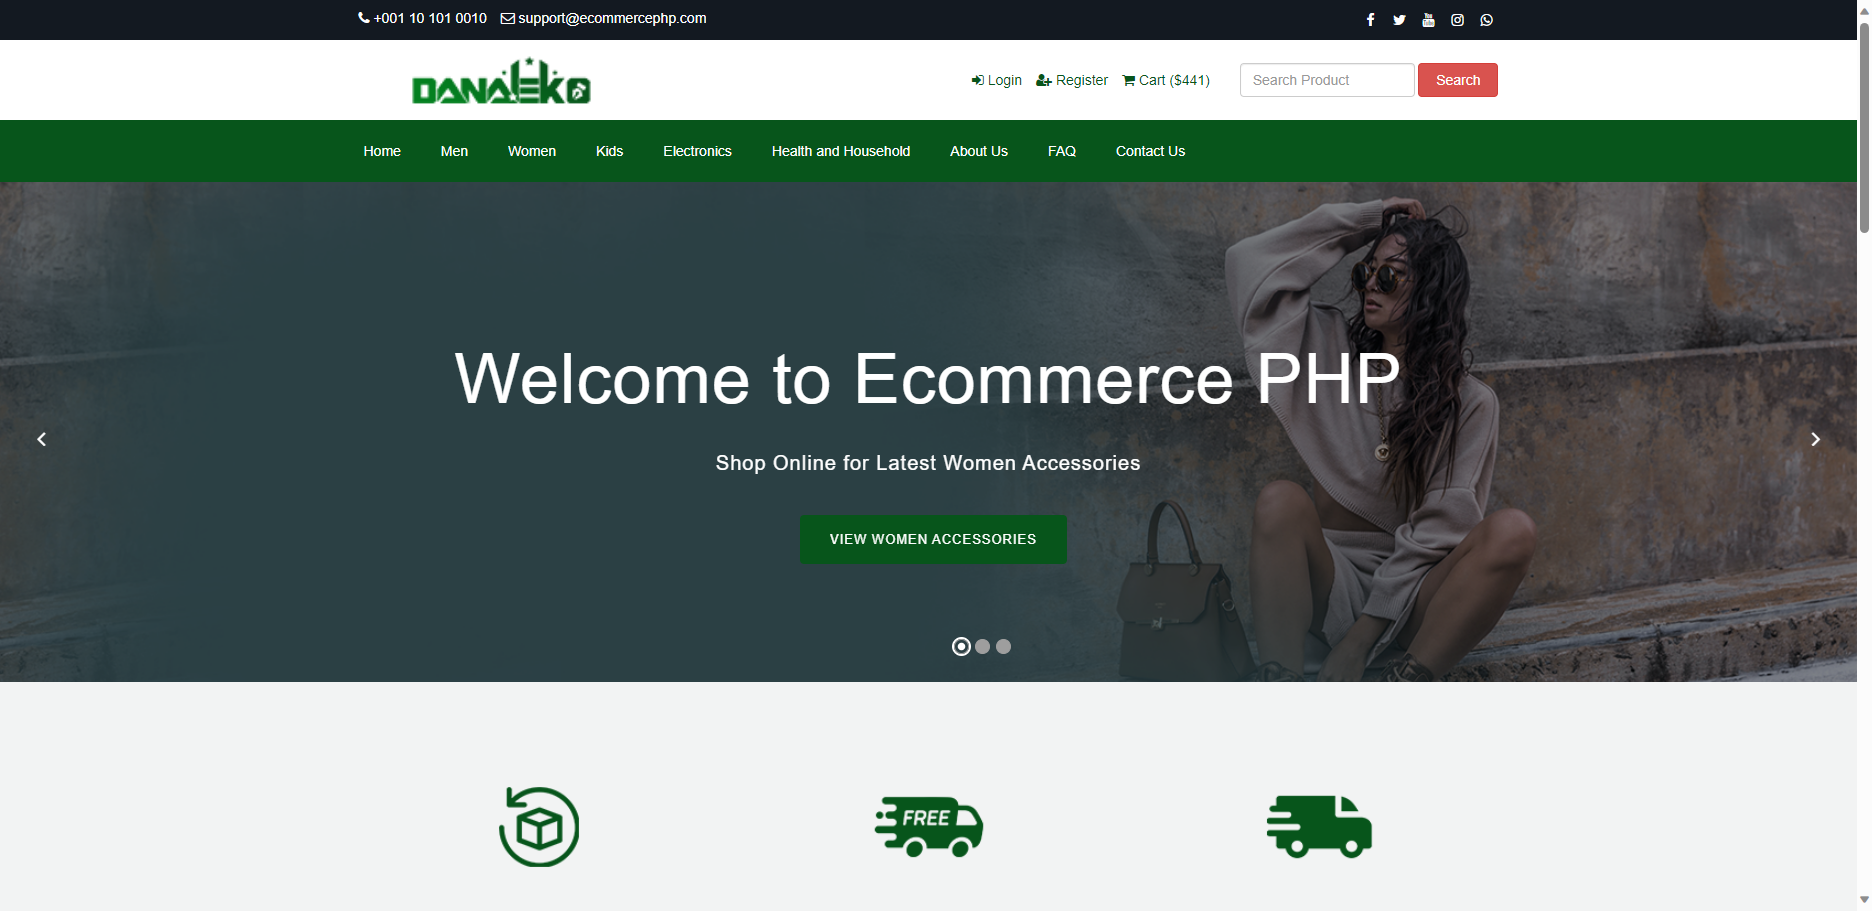 +001 10 101 0010 support@ecommercephp.com
DANALEKO
Login Register Cart ($441) Search Product Search
Home Men Women Kids Electronics Health and Household About Us FAQ Contact Us
Welcome to Ecommerce PHP
Shop Online for Latest Women Accessories
VIEW WOMEN ACCESSORIES
FREE